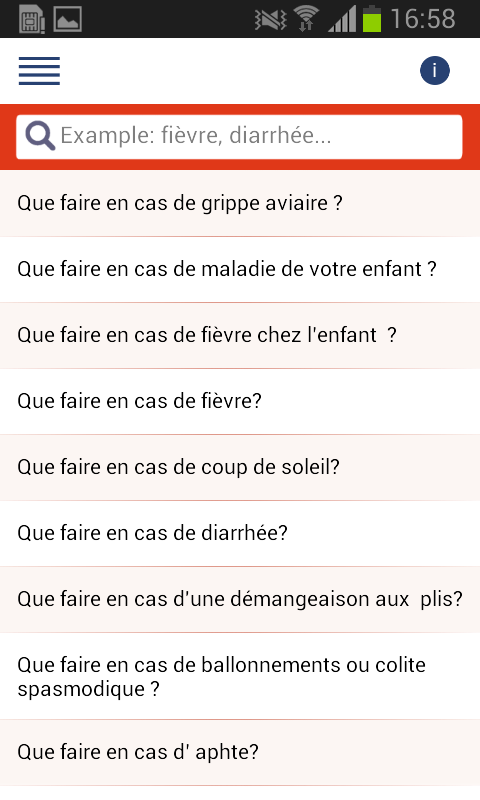 16:58
i
Example: fièvre, diarrhée...
Que faire en cas de grippe aviaire ?
Que faire en cas de maladie de votre enfant ?
Que faire en cas de fièvre chez l'enfant  ?
Que faire en cas de fièvre?
Que faire en cas de coup de soleil?
Que faire en cas de diarrhée?
Que faire en cas d'une démangeaison aux  plis?
Que faire en cas de ballonnements ou colite
spasmodique ?
Que faire en cas d' aphte?